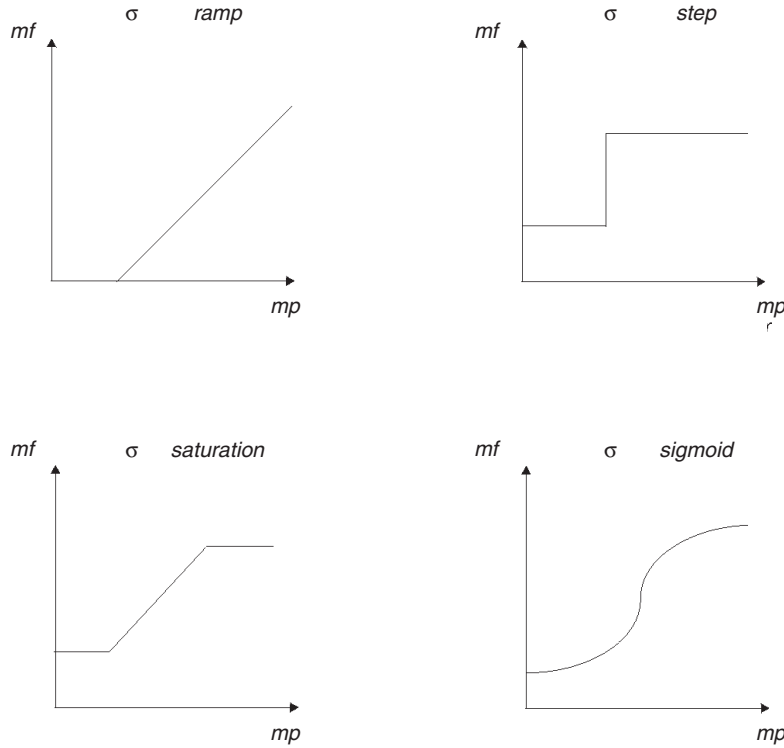 σ ramp
mf
mp
σ step
mf
mp
r
σ saturation
mf
mp
σ sigmoid
mf
mp